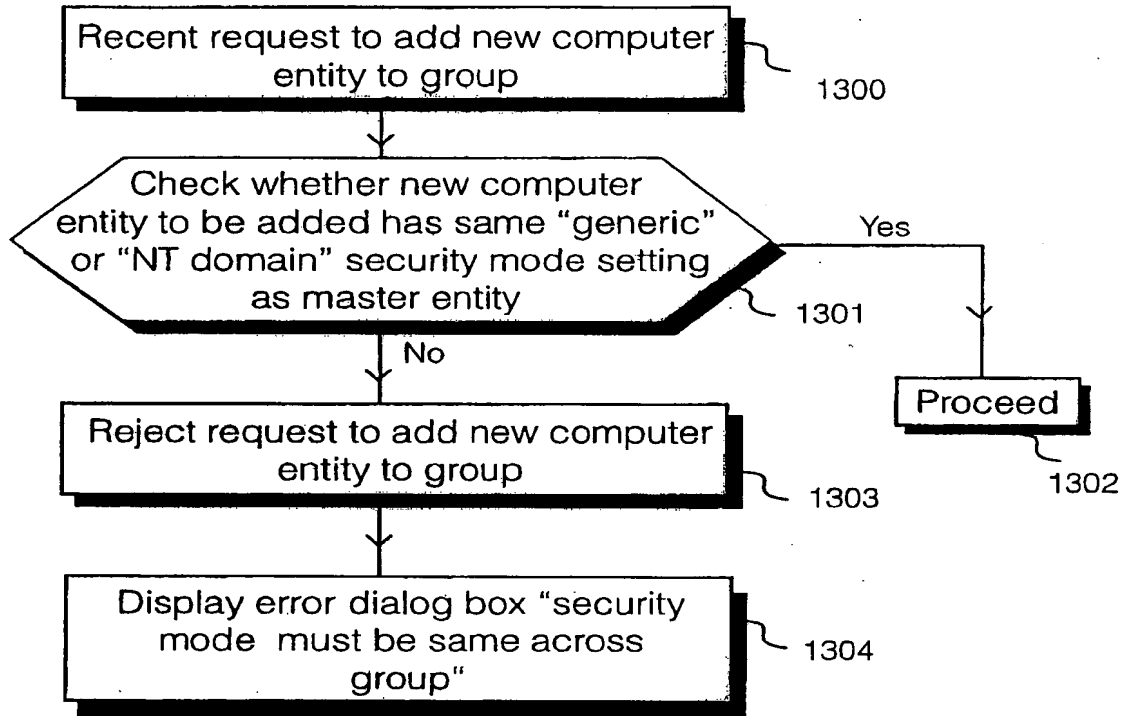 Recent request to add new computer
entity to group
1300
Check whether new computer
entity to be added has same “generic”
or “NT domain” security mode setting
as master entity
Yes
1301
No
Proceed
1302
Reject request to add new computer
entity to group
1303
Display error dialog box “security
mode must be same across
group“
1304